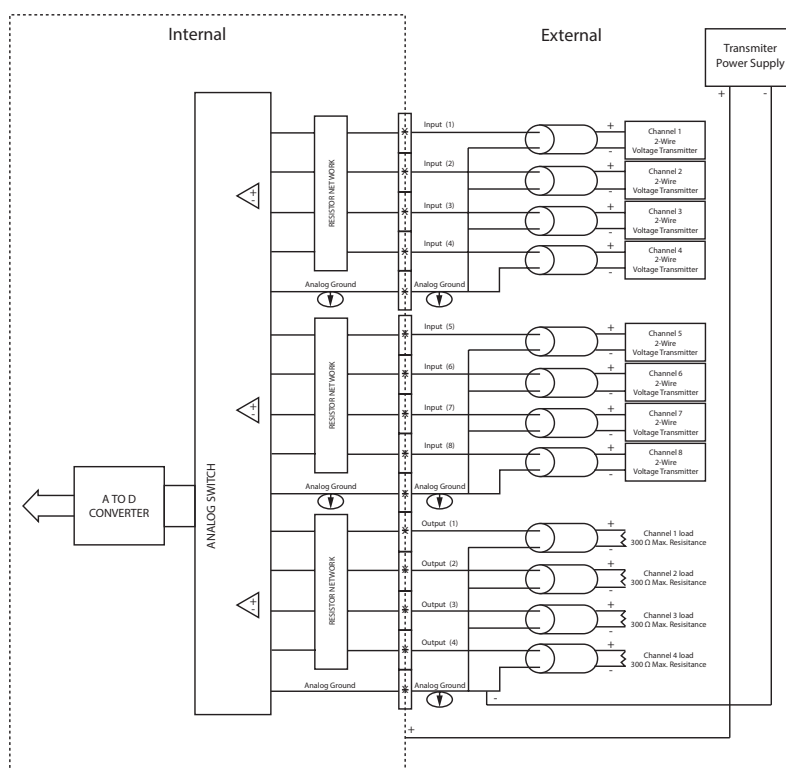 Internal
External
Transmiter
Power Supply
+
-
Input (1)
+
-
Channel 1
2-Wire
Voltage Transmitter
Input (2)
+
-
Channel 2
2-Wire
Voltage Transmitter
RESISTOR NETWORK
+
-
Input (3)
+
-
Channel 3
2-Wire
Voltage Transmitter
Input (4)
+
-
Channel 4
2-Wire
Voltage Transmitter
Analog Ground
Analog Ground
Input (5)
+
-
Channel 5
2-Wire
Voltage Transmitter
Input (6)
+
-
Channel 6
2-Wire
Voltage Transmitter
RESISTOR NETWORK
+
-
Input (7)
+
-
Channel 7
2-Wire
Voltage Transmitter
Input (8)
+
-
Channel 8
2-Wire
Voltage Transmitter
A TO D
CONVERTER
ANALOG SWITCH
Analog Ground
Analog Ground
Output (1)
+
-
Channel 1 load
300 Ω Max. Resisitance
Output (2)
+
-
Channel 2 load
300 Ω Max. Resisitance
RESISTOR NETWORK
+
-
Output (3)
+
-
Channel 3 load
300 Ω Max. Resisitance
Output (4)
+
-
Channel 4 load
300 Ω Max. Resisitance
Analog Ground
Analog Ground
-
+